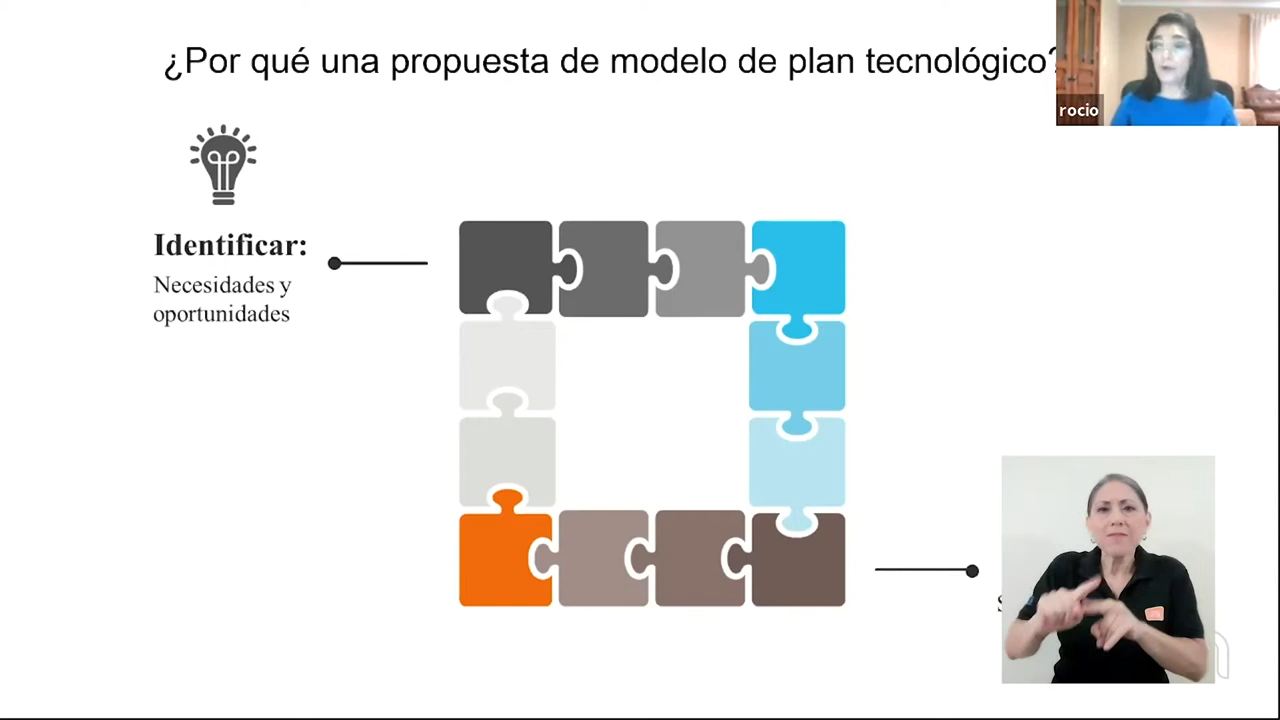 ¿Por qué una propuesta de modelo de plan tecnológico?
rocio
Identificar:
Necesidades y
oportunidades